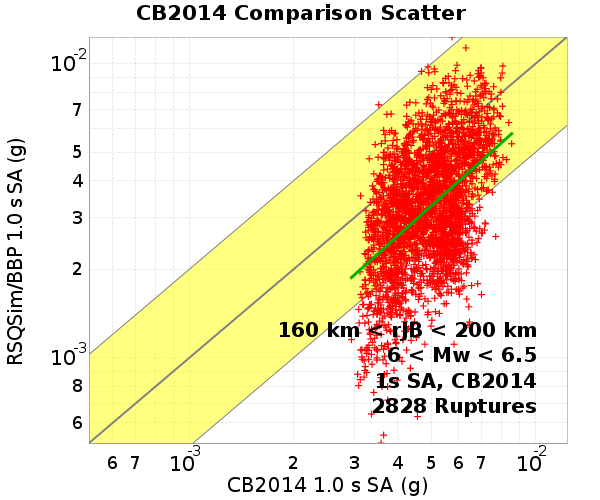 CB2014 Comparison Scatter
RSQSim/BBP 1.0 s SA (g)
10-2
7
5
4
3
2
10-3
8
6
160 km < rJB < 200 km
6 < Mw < 6.5
1s SA, CB2014
2828 Ruptures
6 7 10-3 2 3 4 5 6 7 10-2
CB2014 1.0 s SA (g)